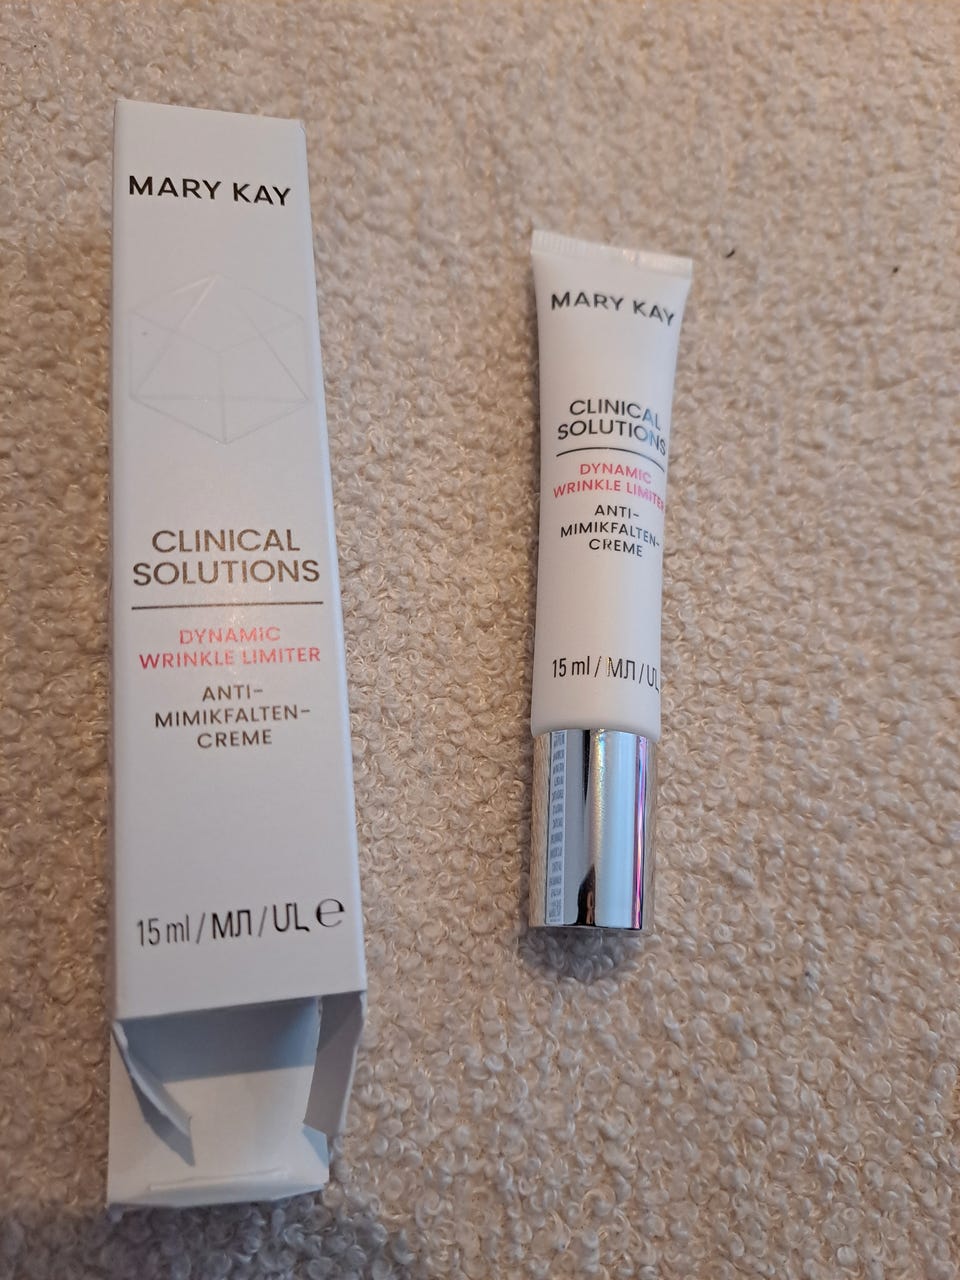 MARY KAY
CLINICAL
SOLUTIONS
DYNAMIC
WRINKLE LIMITER
ANTI-
MIMIKFALTEN-
CREME
15 ml / МЛ / ՄԼ ℮
MARY KAY
CLINICAL
SOLUTIONS
DYNAMIC
WRINKLE LIMITER
ANTI-
MIMIKFALTEN-
CREME
15 ml / МЛ / ՄԼ